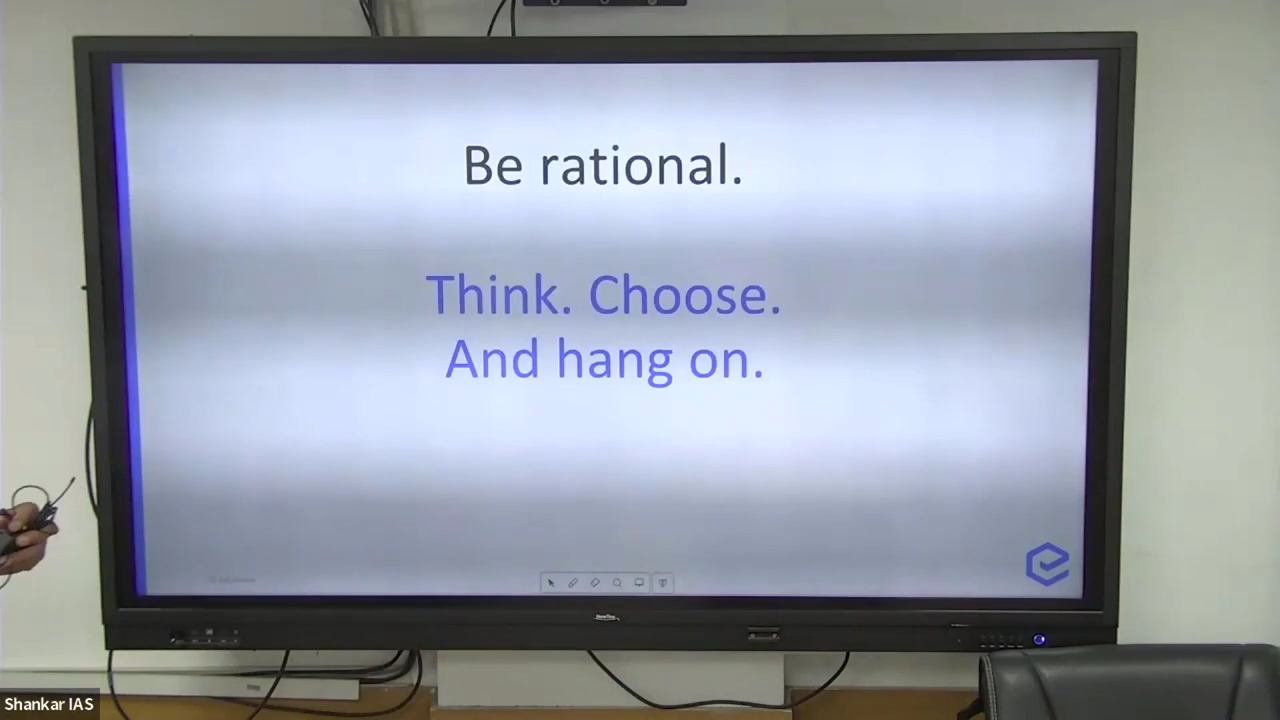 Be rational.
Think. Choose.
And hang on.
Shankar IAS